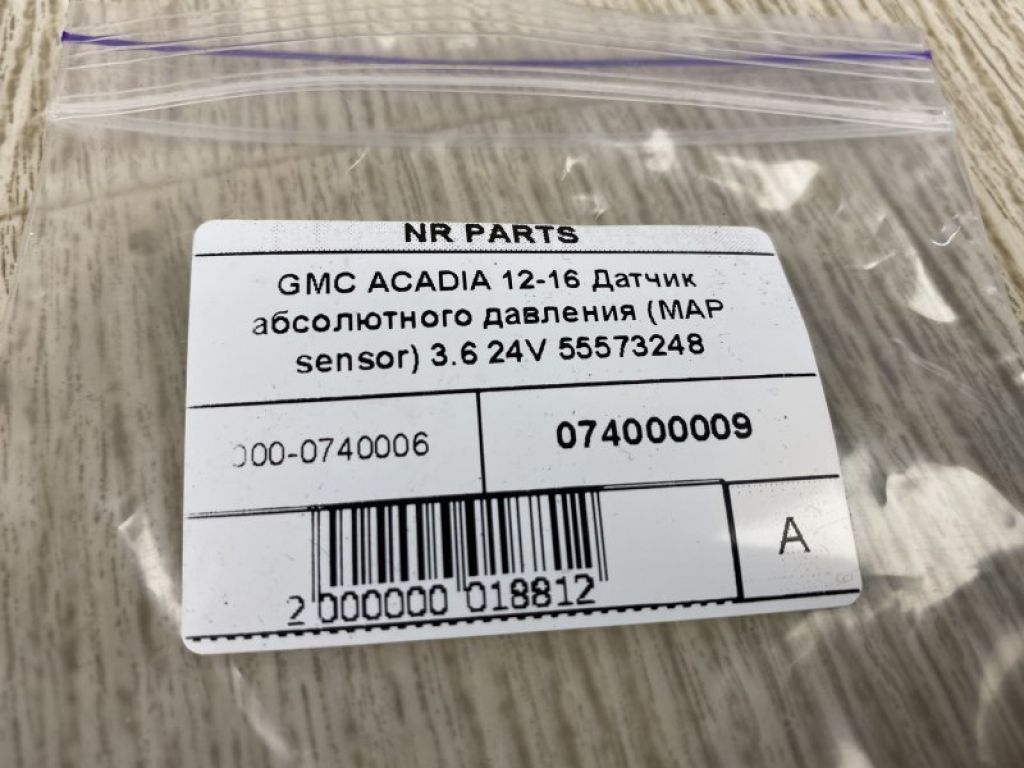 NR PARTS
GMC ACADIA 12-16 Датчик
абсолютного давления (MAP
sensor) 3.6 24V 55573248
000-0740006
074000009
A
2 000000 018812